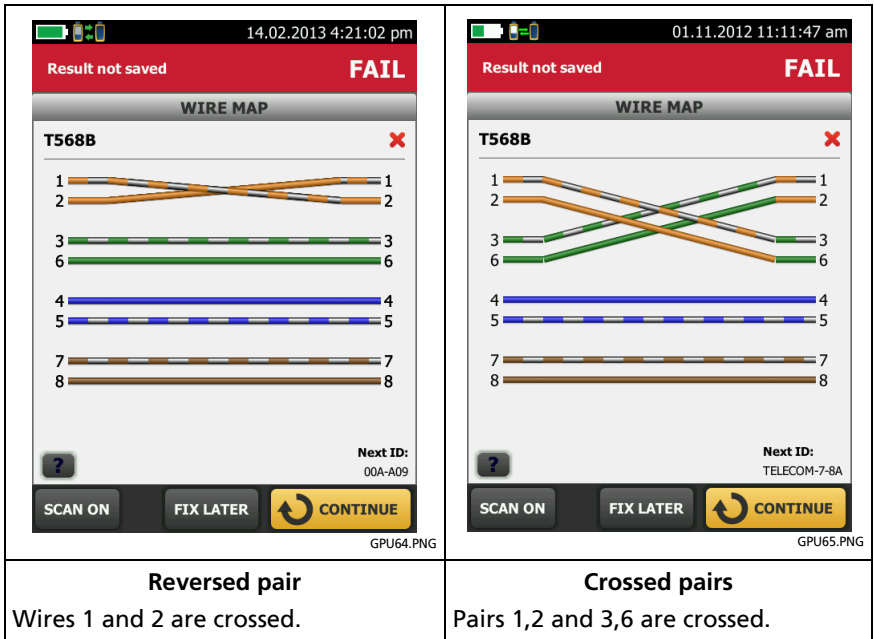 14.02.2013 4:21:02 pm
Result not saved
FAIL
WIRE MAP
T568B
1 1
2 2
3 3
6 6
4 4
5 5
7 7
8 8
?
Next ID:
00A-A09
SCAN ON
FIX LATER
CONTINUE
GPU64.PNG
Reversed pair
Wires 1 and 2 are crossed.
01.11.2012 11:11:47 am
Result not saved
FAIL
WIRE MAP
T568B
1 1
2 2
3 3
6 6
4 4
5 5
7 7
8 8
?
Next ID:
TELECOM-7-8A
SCAN ON
FIX LATER
CONTINUE
GPU65.PNG
Crossed pairs
Pairs 1,2 and 3,6 are crossed.